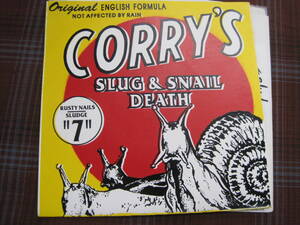 Original ENGLISH FORMULA
NOT AFFECTED BY RAIN
CORRY'S
SLUG & SNAIL
DEATH
RUSTY NAILS
SLUDGE
"7"